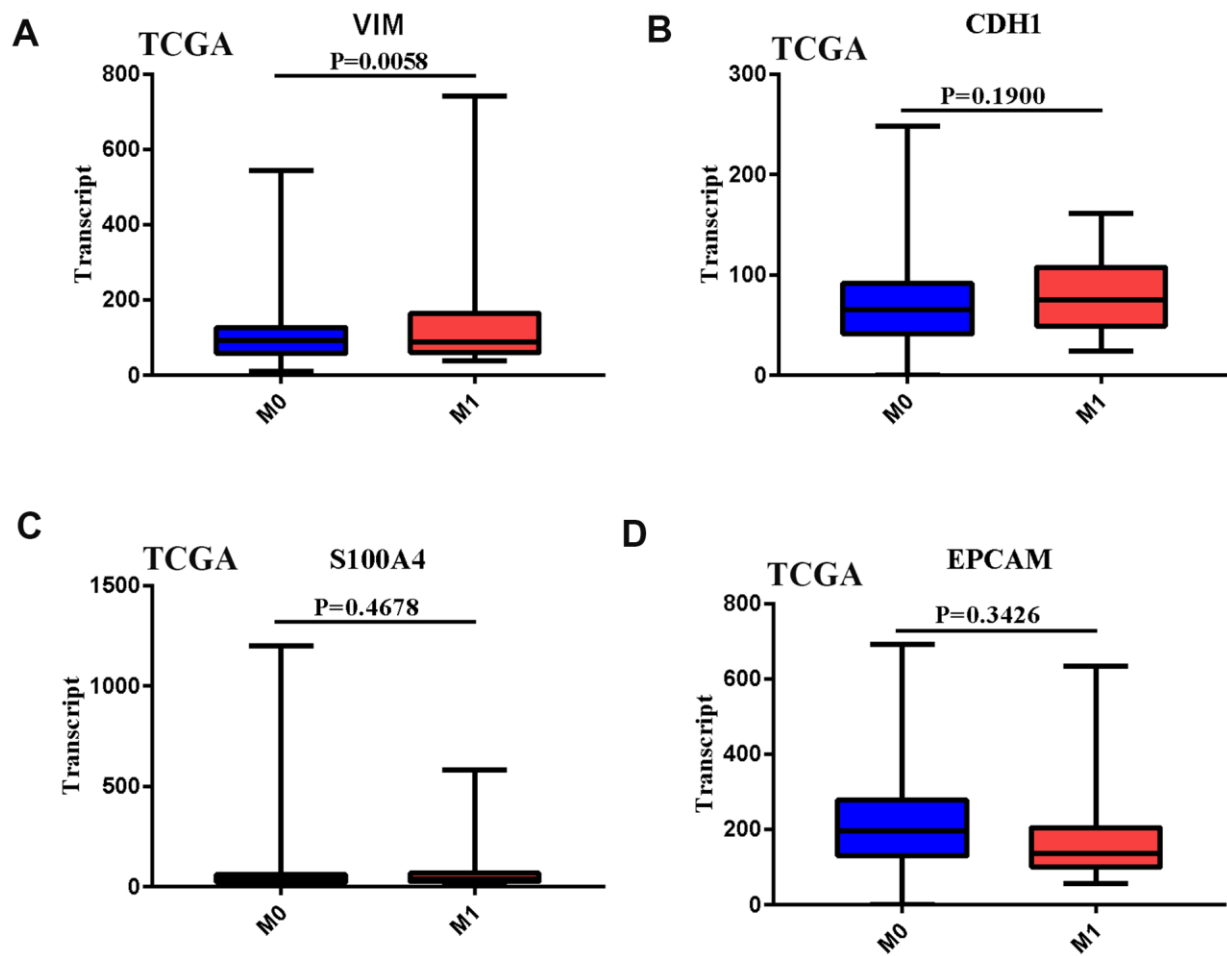 A
VIM
TCGA
P=0.0058
800
600
400
200
0
Transcript
M0
M1
B
CDH1
TCGA
P=0.1900
300
200
100
0
Transcript
M0
M1
C
TCGA
S100A4
P=0.4678
1500
1000
500
0
Transcript
M0
M1
D
EPCAM
TCGA
P=0.3426
800
600
400
200
0
Transcript
M0
M1